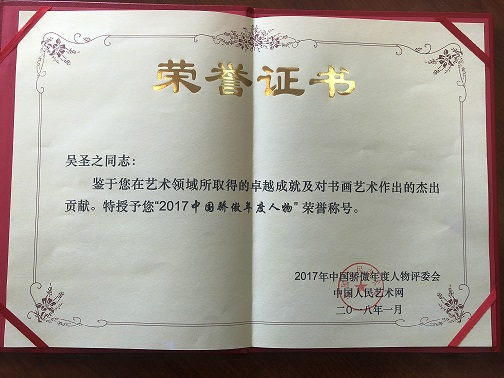 荣誉证书
吴圣之同志：
鉴于您在艺术领域所取得的卓越成就及对书画艺术作出的杰出
贡献。特授予您“2017中国骄傲年度人物”荣誉称号。
2017年中国骄傲年度人物评委会
中国人民艺术网
二〇一八年一月